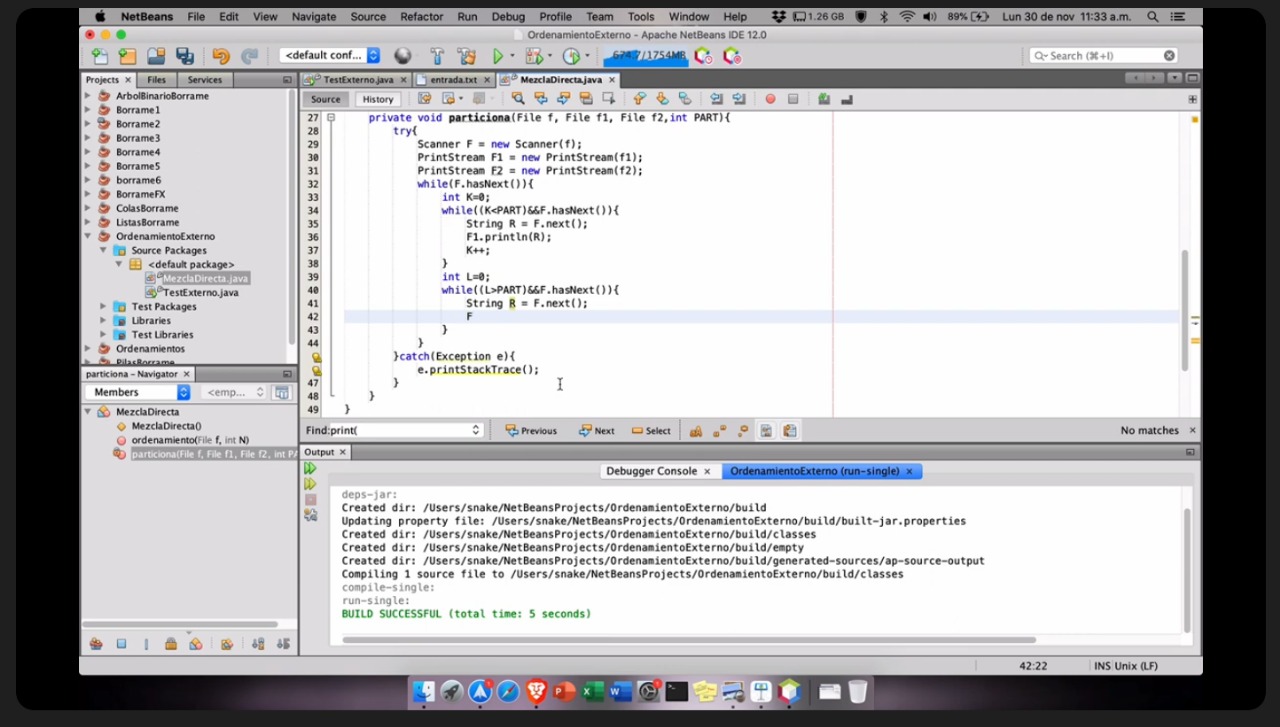 NetBeans File Edit View Navigate Source Refactor Run Debug Profile Team Tools Window Help 1.26 GB 89% Lun 30 de nov 11:33 a.m.
OrdenamientoExterno - Apache NetBeans IDE 12.0
<default conf... 674.7/1754MB Search (⌘+I)
Projects Files Services
TestExterno.java entrada.txt MezclaDirecta.java
Source History
ArbolBinarioBorrame
Borrame1
Borrame2
Borrame3
Borrame4
Borrame5
borrame6
BorrameFX
ColasBorrame
ListasBorrame
OrdenamientoExterno
Source Packages
<default package>
MezclaDirecta.java
TestExterno.java
Test Packages
Libraries
Test Libraries
Ordenamientos
PilasBorrame
27 private void particiona(File f, File f1, File f2,int PART){
28 try{
29 Scanner F = new Scanner(f);
30 PrintStream F1 = new PrintStream(f1);
31 PrintStream F2 = new PrintStream(f2);
32 while(F.hasNext()){
33 int K=0;
34 while((K<PART)&&F.hasNext()){
35 String R = F.next();
36 F1.println(R);
37 K++;
38 }
39 int L=0;
40 while((L>PART)&&F.hasNext()){
41 String R = F.next();
42 F
43 }
44 }
}catch(Exception e){
e.printStackTrace();
47 }
48 }
49 }
particiona - Navigator
Members <emp...
MezclaDirecta
MezclaDirecta()
ordenamiento(File f, int N)
particiona(File f, File f1, File f2, int PA
Find: print( Previous Next Select No matches
Output
Debugger Console OrdenamientoExterno (run-single)
deps-jar:
Created dir: /Users/snake/NetBeansProjects/OrdenamientoExterno/build
Updating property file: /Users/snake/NetBeansProjects/OrdenamientoExterno/build/built-jar.properties
Created dir: /Users/snake/NetBeansProjects/OrdenamientoExterno/build/classes
Created dir: /Users/snake/NetBeansProjects/OrdenamientoExterno/build/empty
Created dir: /Users/snake/NetBeansProjects/OrdenamientoExterno/build/generated-sources/ap-source-output
Compiling 1 source file to /Users/snake/NetBeansProjects/OrdenamientoExterno/build/classes
compile-single:
run-single:
BUILD SUCCESSFUL (total time: 5 seconds)
42:22 INS Unix (LF)